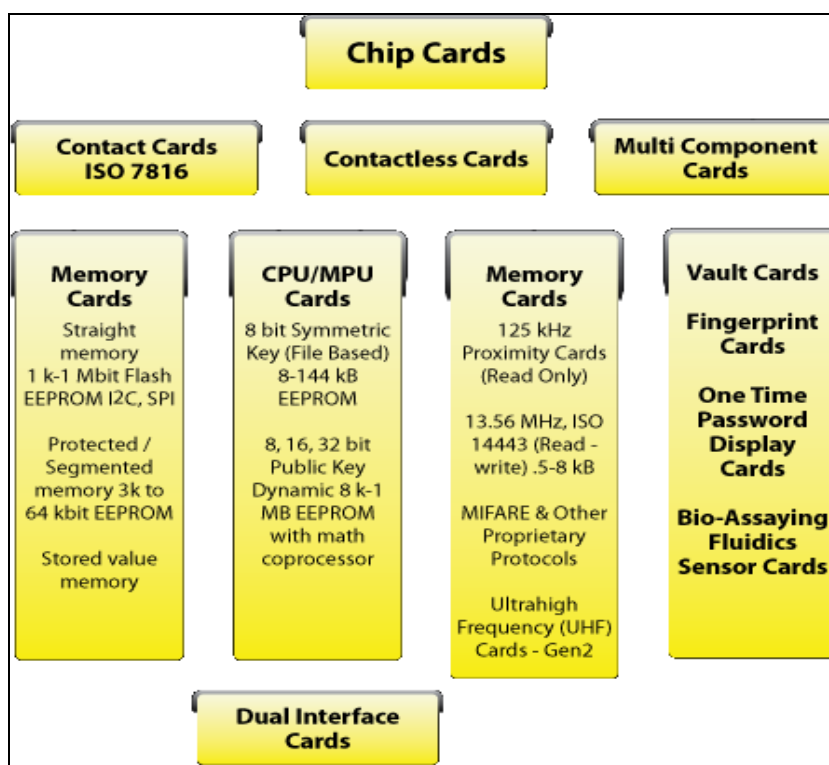 Chip Cards
Contact Cards
ISO 7816
Contactless Cards
Multi Component
Cards
Memory
Cards
Straight
memory
1 k-1 Mbit Flash
EEPROM I2C, SPI
Protected /
Segmented
memory 3k to
64 kbit EEPROM
Stored value
memory
CPU/MPU
Cards
8 bit Symmetric
Key (File Based)
8-144 kB
EEPROM
8, 16, 32 bit
Public Key
Dynamic 8 k-1
MB EEPROM
with math
coprocessor
Memory
Cards
125 kHz
Proximity Cards
(Read Only)
13.56 MHz, ISO
14443 (Read -
write) .5-8 kB
MIFARE & Other
Proprietary
Protocols
Ultrahigh
Frequency (UHF)
Cards - Gen2
Vault Cards
Fingerprint
Cards
One Time
Password
Display
Cards
Bio-Assaying
Fluidics
Sensor Cards
Dual Interface
Cards